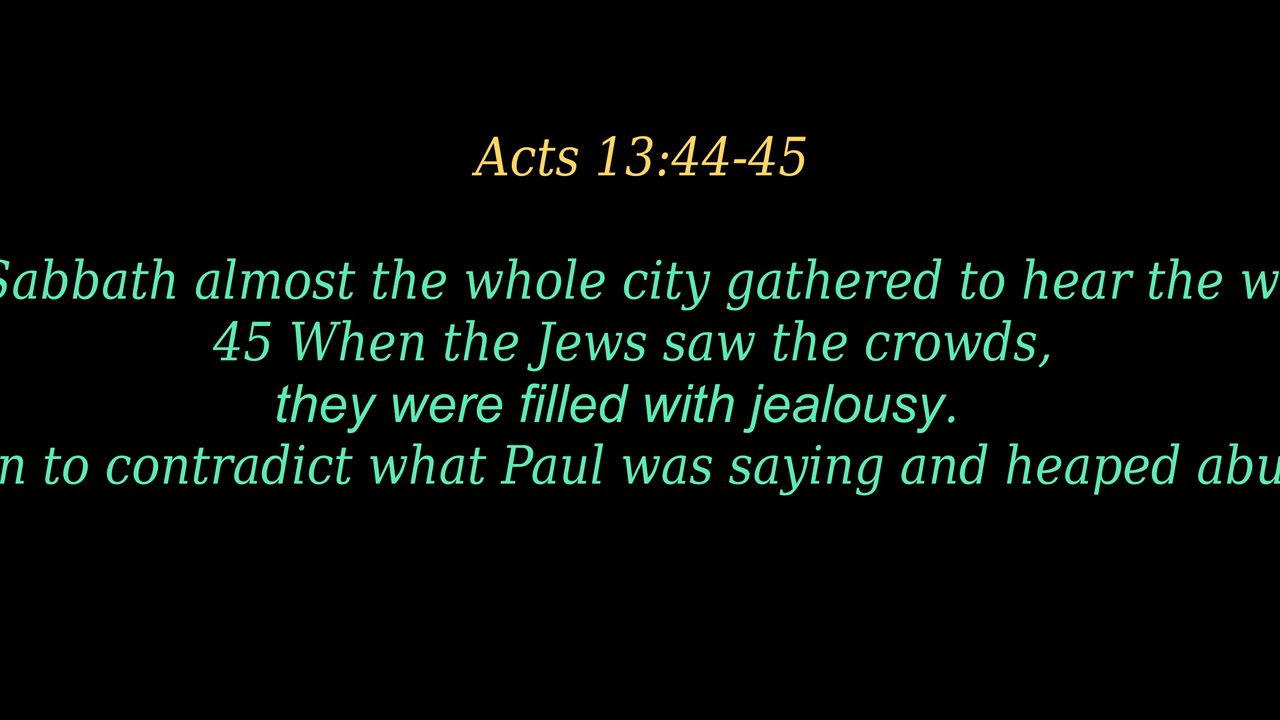 Acts 13:44-45
Sabbath almost the whole city gathered to hear the
45 When the Jews saw the crowds,
they were filled with jealousy.
to contradict what Paul was saying and heaped